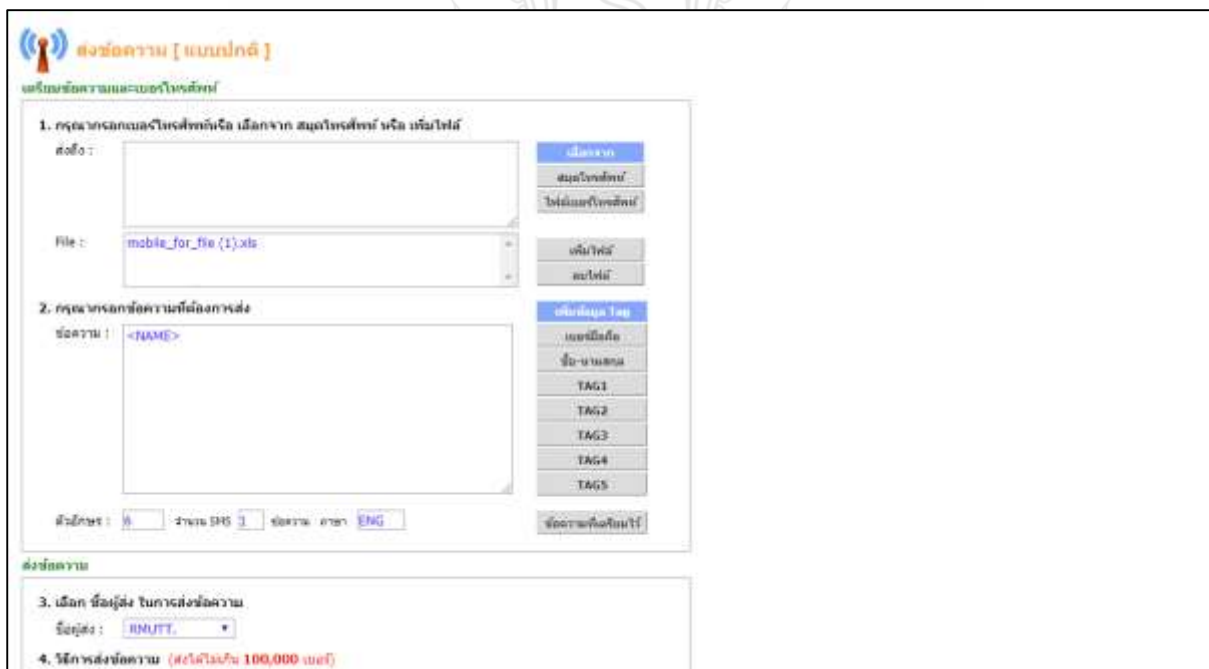 ส่งข้อความ [ แบบปกติ ]
เตรียมข้อความและเบอร์โทรศัพท์
1. กรุณากรอกเบอร์โทรศัพท์หรือ เลือกจาก สมุดโทรศัพท์ หรือ เพิ่มไฟล์
ส่งถึง :
เลือกจาก
สมุดโทรศัพท์
ไฟล์เบอร์โทรศัพท์
File :
mobile_for_file (1).xls
เพิ่มไฟล์
ลบไฟล์
2. กรุณากรอกข้อความที่ต้องการส่ง
เพิ่มข้อมูล Tag
ข้อความ :
<NAME>
เบอร์มือถือ
ชื่อ-นามสกุล
TAG1
TAG2
TAG3
TAG4
TAG5
ตัวอักษร : 6 จำนวน SMS 1 ข้อความ ภาษา ENG
ข้อความที่เตรียมไว้
ส่งข้อความ
3. เลือก ชื่อผู้ส่ง ในการส่งข้อความ
ชื่อผู้ส่ง : RMUTT.
4. วิธีการส่งข้อความ (ส่งได้ไม่เกิน 100,000 เบอร์)